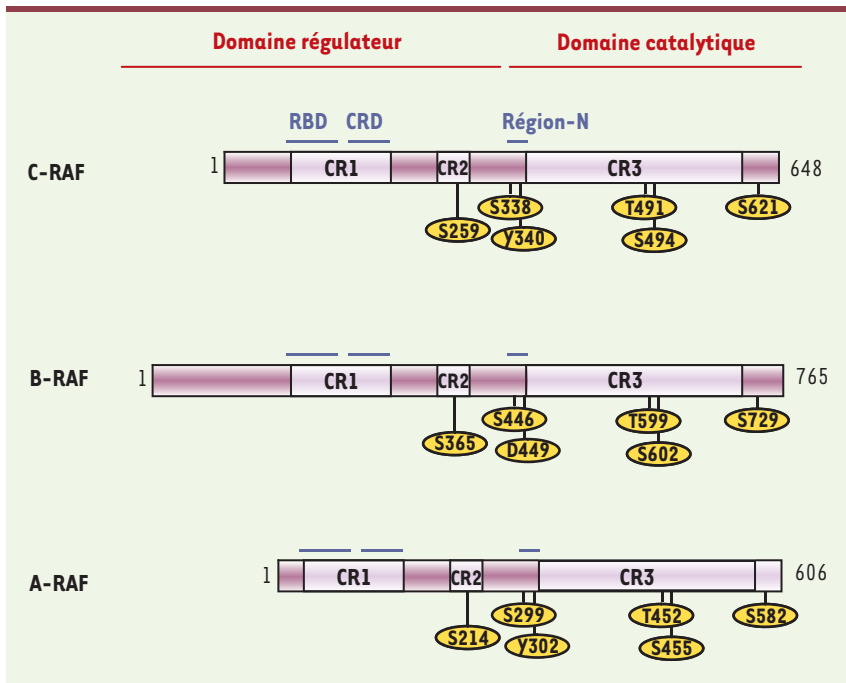 Domaine régulateur Domaine catalytique
RBD CRD Région-N
C-RAF 1 CR1 CR2 CR3 648
S338 T491 S621
S259 Y340 S494
B-RAF 1 CR1 CR2 CR3 765
S446 T599 S729
S365 D449 S602
A-RAF 1 CR1 CR2 CR3 606
S299 T452 S582
S214 Y302 S455